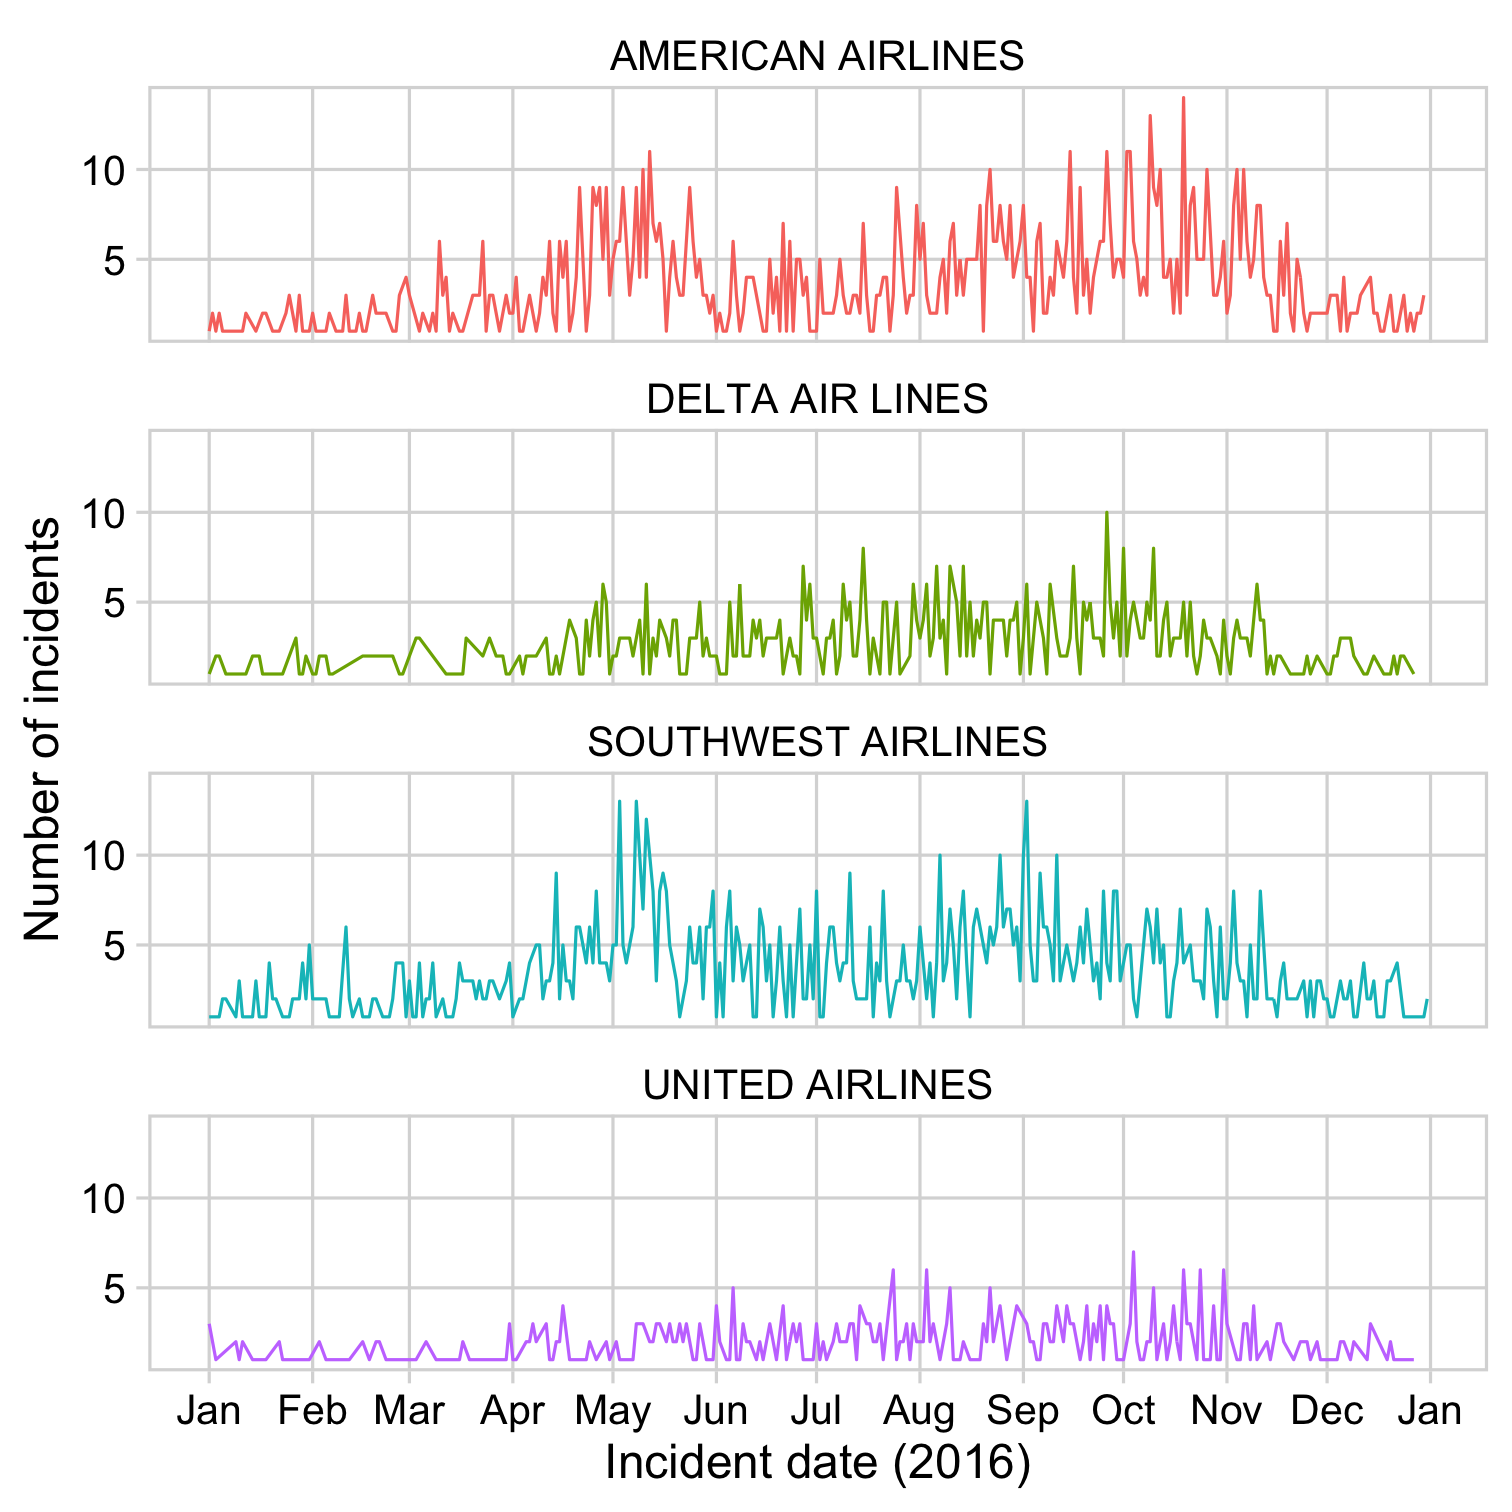 AMERICAN AIRLINES
10
5
DELTA AIR LINES
10
5
SOUTHWEST AIRLINES
10
5
UNITED AIRLINES
10
5
Jan Feb Mar Apr May Jun Jul Aug Sep Oct Nov Dec Jan
Incident date (2016)
Number of incidents